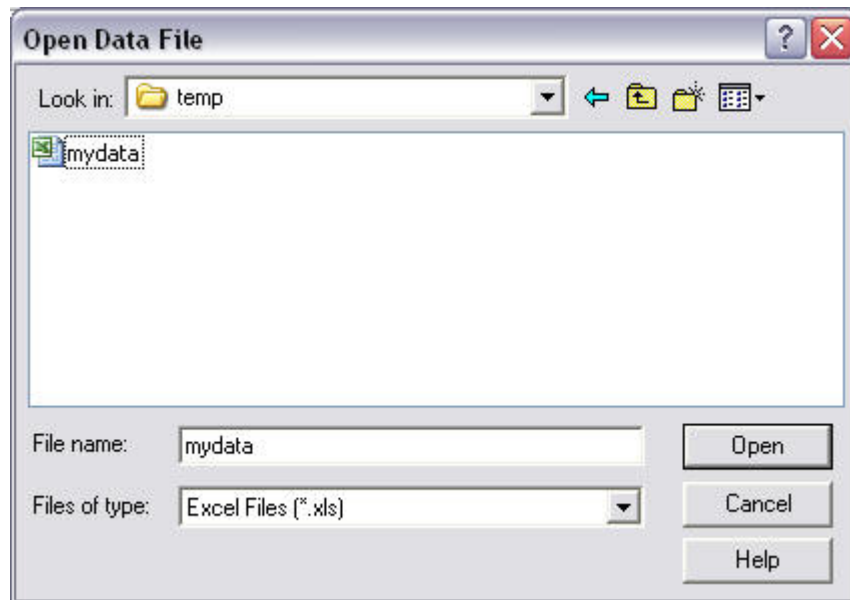 Open Data File
Look in: temp
mydata
File name: mydata Open
Files of type: Excel Files (*.xls) Cancel
Help